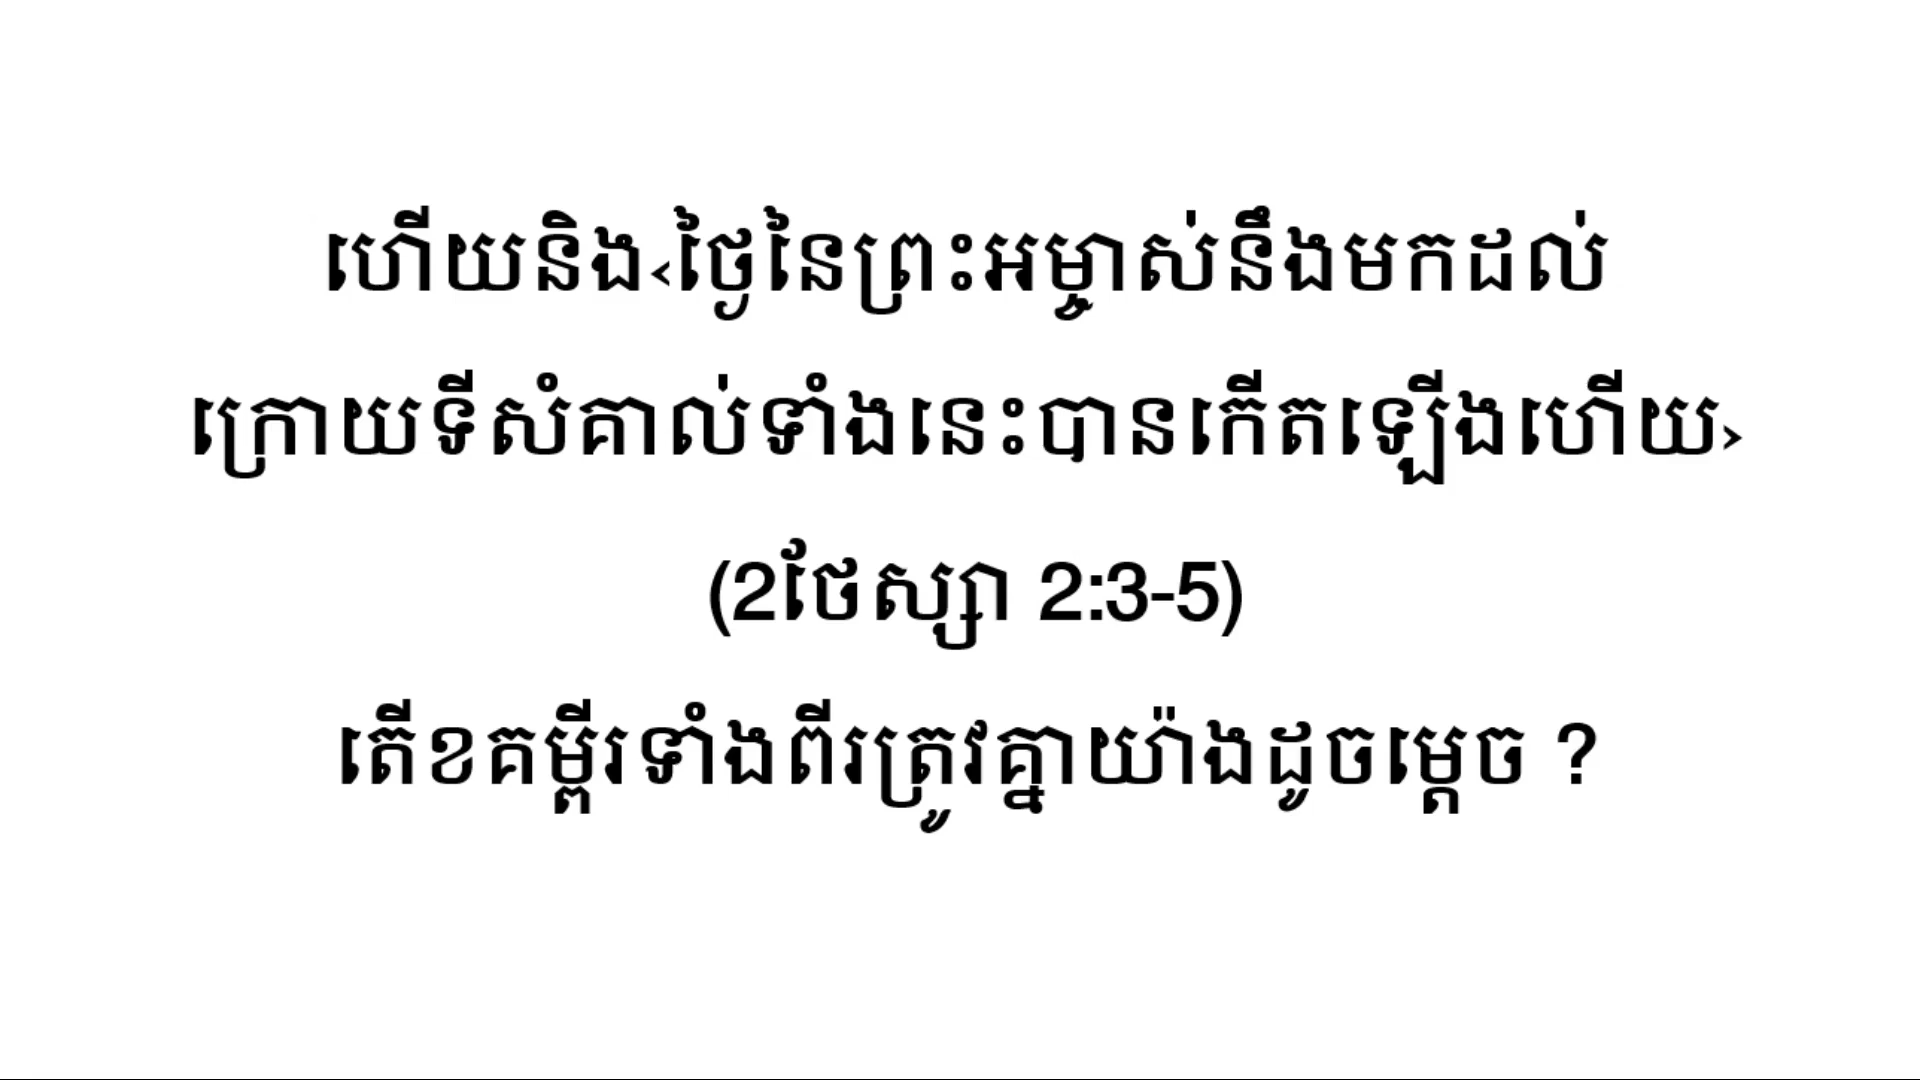 ហើយនិង‹ថ្ងៃនៃព្រះអម្ចាស់នឹងមកដល់
ក្រោយទីសំគាល់ទាំងនេះបានកើតឡើងហើយ›
(2ថែស្សា 2:3-5)
តើខគម្ពីរទាំងពីរត្រូវគ្នាយ៉ាងដូចម្ដេច ?